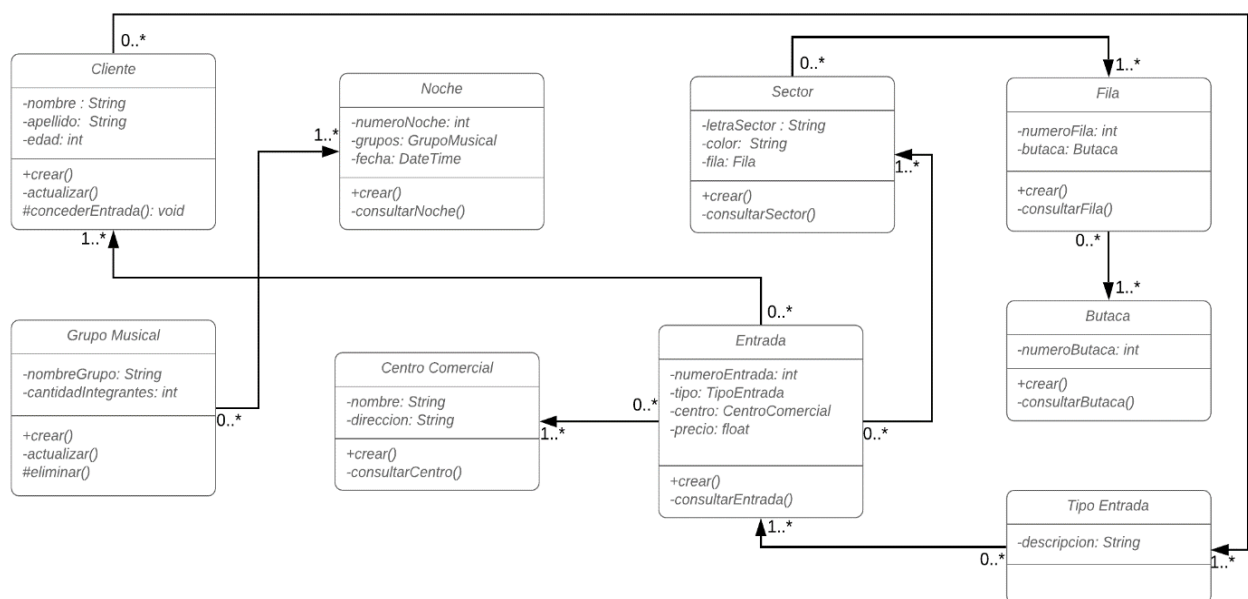 0..*
Cliente
-nombre : String
-apellido: String
-edad: int
+crear()
-actualizar()
#concederEntrada(): void
1..*
1..*
Noche
-numeroNoche: int
-grupos: GrupoMusical
-fecha: DateTime
+crear()
-consultarNoche()
0..*
Sector
-letraSector : String
-color: String
-fila: Fila
+crear()
-consultarSector()
1..*
1..*
Fila
-numeroFila: int
-butaca: Butaca
+crear()
-consultarFila()
0..*
Grupo Musical
-nombreGrupo: String
-cantidadIntegrantes: int
+crear()
-actualizar()
#eliminar()
0..*
Centro Comercial
-nombre: String
-direccion: String
+crear()
-consultarCentro()
1..*
0..*
0..*
Entrada
-numeroEntrada: int
-tipo: TipoEntrada
-centro: CentroComercial
-precio: float
+crear()
-consultarEntrada()
0..*
1..*
1..*
Butaca
-numeroButaca: int
+crear()
-consultarButaca()
Tipo Entrada
-descripcion: String
0..*
1..*